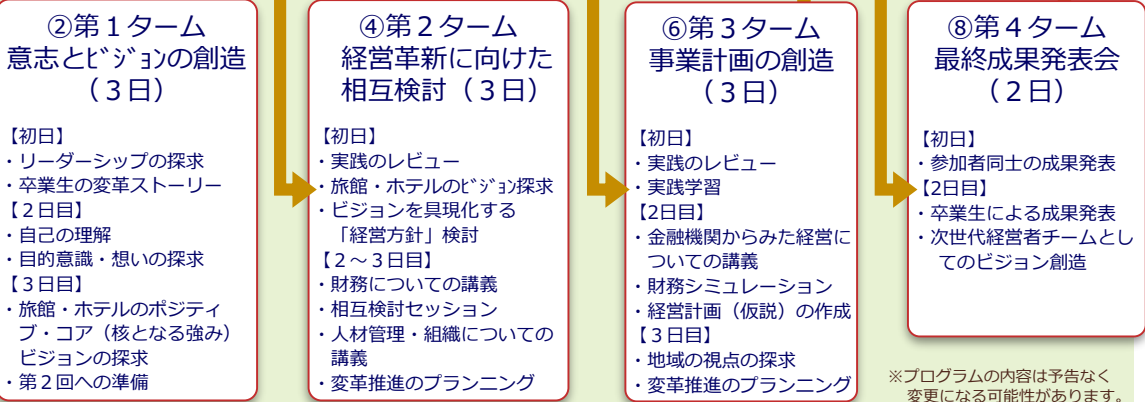 ②第１ターム
意志とﾋﾞｼﾞｮﾝの創造
（３日）
【初日】
・リーダーシップの探求
・卒業生の変革ストーリー
【２日目】
・自己の理解
・目的意識・想いの探求
【３日目】
・旅館・ホテルのポジティ
ブ・コア（核となる強み）
ビジョンの探求
・第２回への準備
④第２ターム
経営革新に向けた
相互検討（３日）
【初日】
・実践のレビュー
・旅館・ホテルのﾋﾞｼﾞｮﾝ探求
・ビジョンを具現化する
「経営方針」検討
【２～３日目】
・財務についての講義
・相互検討セッション
・人材管理・組織についての
講義
・変革推進のプランニング
⑥第３ターム
事業計画の創造
（３日）
【初日】
・実践のレビュー
・実践学習
【2日目】
・金融機関からみた経営に
ついての講義
・財務シミュレーション
・経営計画（仮説）の作成
【３日目】
・地域の視点の探求
・変革推進のプランニング
⑧第４ターム
最終成果発表会
（２日）
【初日】
・参加者同士の成果発表
【2日目】
・卒業生による成果発表
・次世代経営者チームとし
てのビジョン創造
※プログラムの内容は予告なく
変更になる可能性があります。